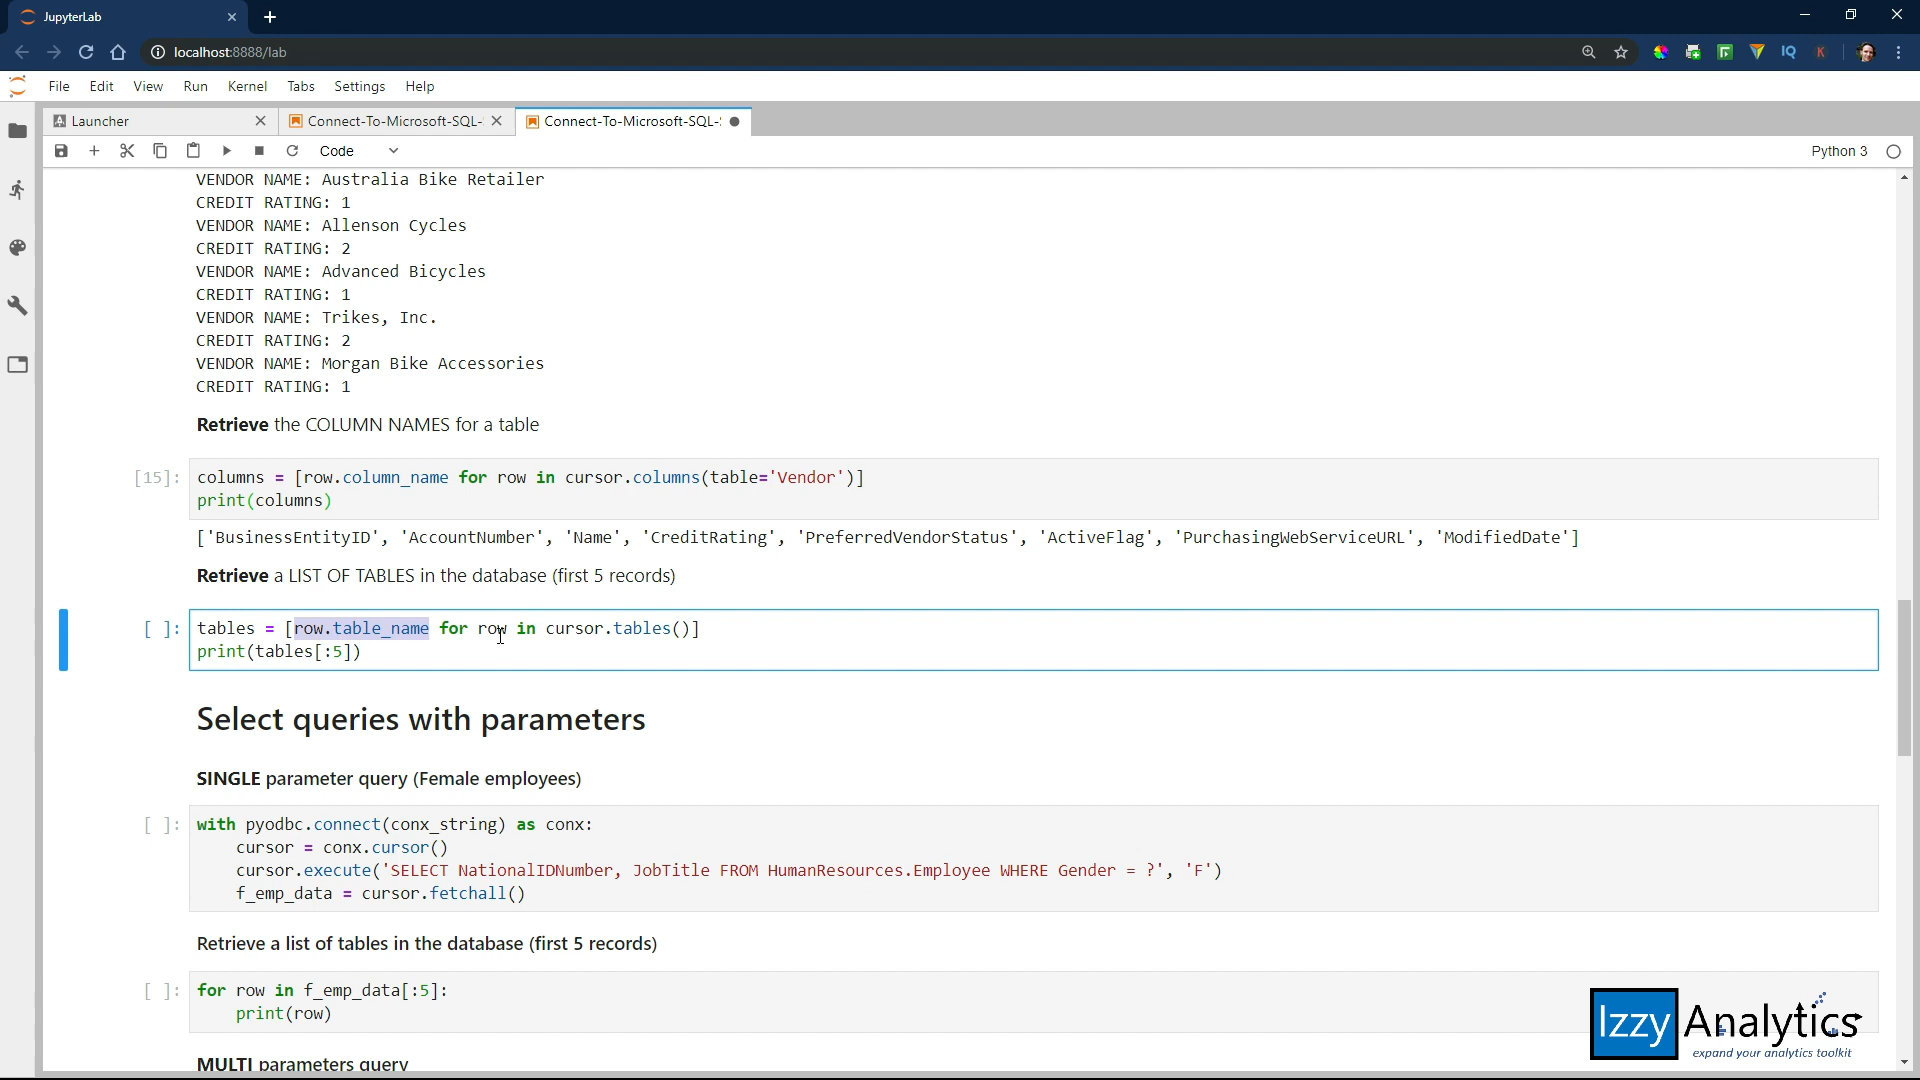 JupyterLab
localhost:8888/lab
File Edit View Run Kernel Tabs Settings Help
Launcher
Connect-To-Microsoft-SQL-
Connect-To-Microsoft-SQL-S
Code
Python 3
VENDOR NAME: Australia Bike Retailer
CREDIT RATING: 1
VENDOR NAME: Allenson Cycles
CREDIT RATING: 2
VENDOR NAME: Advanced Bicycles
CREDIT RATING: 1
VENDOR NAME: Trikes, Inc.
CREDIT RATING: 2
VENDOR NAME: Morgan Bike Accessories
CREDIT RATING: 1
Retrieve the COLUMN NAMES for a table
[15]: columns = [row.column_name for row in cursor.columns(table='Vendor')]
print(columns)
['BusinessEntityID', 'AccountNumber', 'Name', 'CreditRating', 'PreferredVendorStatus', 'ActiveFlag', 'PurchasingWebServiceURL', 'ModifiedDate']
Retrieve a LIST OF TABLES in the database (first 5 records)
[ ]: tables = [row.table_name for row in cursor.tables()]
print(tables[:5])
Select queries with parameters
SINGLE parameter query (Female employees)
[ ]: with pyodbc.connect(conx_string) as conx:
cursor = conx.cursor()
cursor.execute('SELECT NationalIDNumber, JobTitle FROM HumanResources.Employee WHERE Gender = ?', 'F')
f_emp_data = cursor.fetchall()
Retrieve a list of tables in the database (first 5 records)
[ ]: for row in f_emp_data[:5]:
print(row)
MULTI parameters query
Izzy Analytics
expand your analytics toolkit
IQ
K